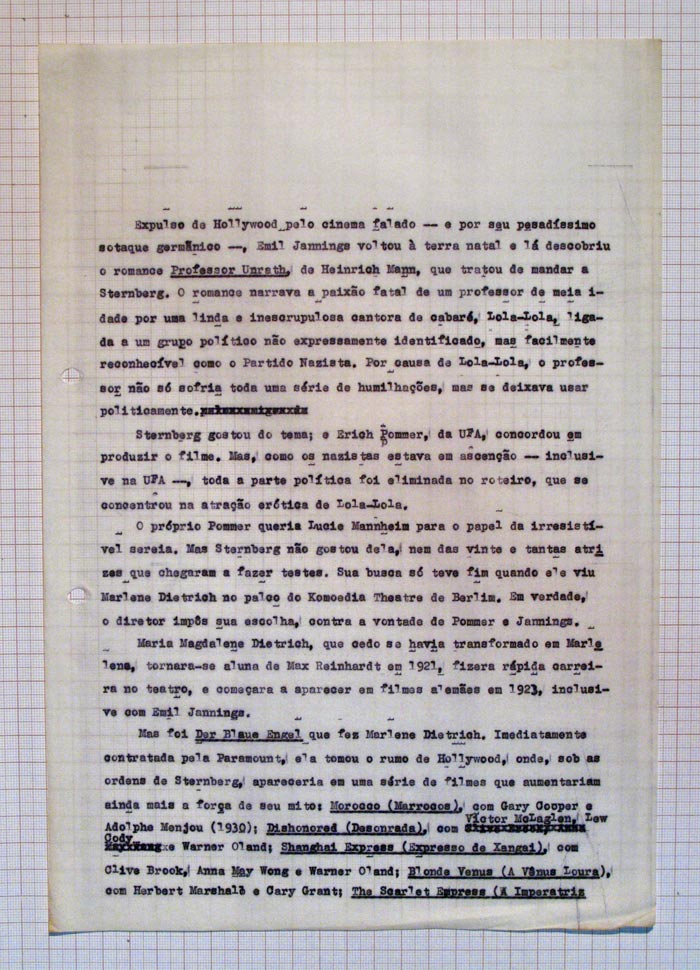 Expulso de Hollywood pelo cinema falado -- e por seu pesadíssimo
sotaque germânico --, Emil Jannings voltou à terra natal e lá descobriu
o romance Professor Unrath, de Heinrich Mann, que tratou de mandar a
Sternberg. O romance narrava a paixão fatal de um professor de meia i-
dade por uma linda e inescrupulosa cantora de cabaré, Lola-Lola, liga-
da a um grupo político não expressamente identificado, mas facilmente
reconhecível como o Partido Nazista. Por causa de Lola-Lola, o profes-
sor não só sofria toda uma série de humilhações, mas se deixava usar
politicamente.
Sternberg gostou do tema; e Erich Pommer, da UFA, concordou em
produzir o filme. Mas, como os nazistas estava em ascenção -- inclusi-
ve na UFA --, toda a parte política foi eliminada no roteiro, que se
concentrou na atração erótica de Lola-Lola.
O próprio Pommer queria Lucie Mannheim para o papel da irresistí-
vel sereia. Mas Sternberg não gostou dela, nem das vinte e tantas atri
zes que chegaram a fazer testes. Sua busca só teve fim quando ele viu
Marlene Dietrich no palco do Komoedia Theatre de Berlim. Em verdade,
o diretor impôs sua escolha, contra a vontade de Pommer e Jannings.
Maria Magdalene Dietrich, que cedo se havia transformado em Marle
lene, tornara-se aluna de Max Reinhardt em 1921, fizera rápida carrei-
ra no teatro, e começara a aparecer em filmes alemães em 1923, inclusi-
ve com Emil Jannings.
Mas foi Der Blaue Engel que fez Marlene Dietrich. Imediatamente
contratada pela Paramount, ela tomou o rumo de Hollywood, onde, sob as
ordens de Sternberg, apareceria em uma série de filmes que aumentariam
ainda mais a força de seu mito: Morocco (Marrocos), com Gary Cooper e
Adolphe Menjou (1930); Dishonored (Desonrada), com Victor McLaglen, Lew
Cody e Warner Oland; Shanghai Express (Expresso de Xangai), com
Clive Brook, Anna May Wong e Warner Oland; Blonde Venus (A Vênus Loura),
com Herbert Marshall e Cary Grant; The Scarlet Empress (A Imperatriz